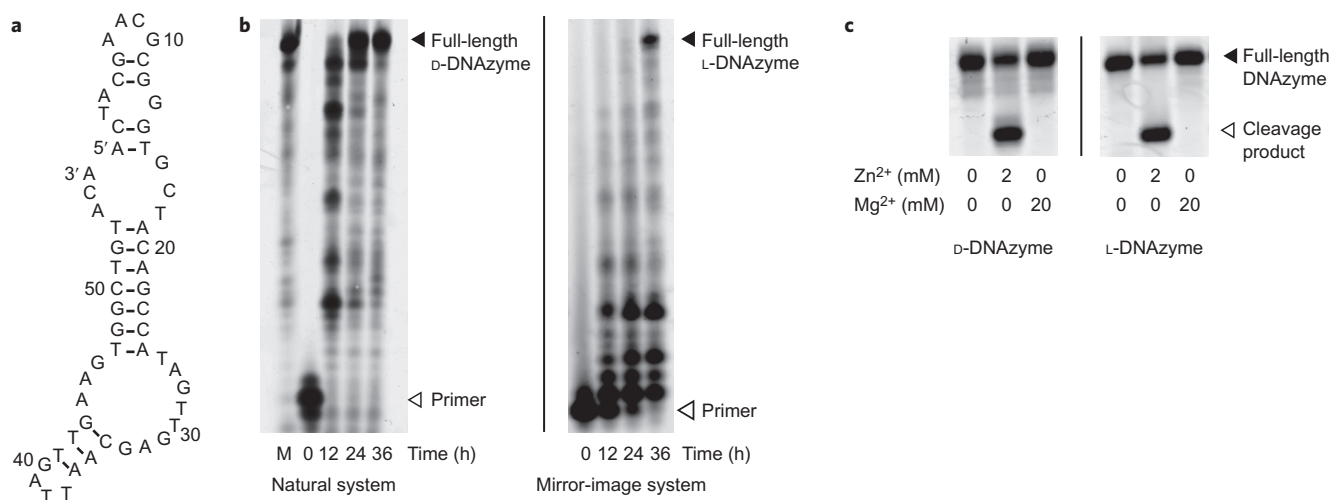 a
A C
A G 10
G–C
C–G
A G
T
C–G
5′ A–T
3′ A G
C C
A T
T–A
G–C 20
T–A
50 C–G
G–C
G–C
T–A
G T
A A
A G
G T
T C G A G T 30
T A
40 G T A
A T T
b
Full-length
D-DNAzyme
Primer
M 0 12 24 36 Time (h)
Natural system
Full-length
L-DNAzyme
Primer
0 12 24 36 Time (h)
Mirror-image system
c
Full-length
DNAzyme
Cleavage
product
Zn2+ (mM) 0 2 0 0 2 0
Mg2+ (mM) 0 0 20 0 0 20
D-DNAzyme L-DNAzyme